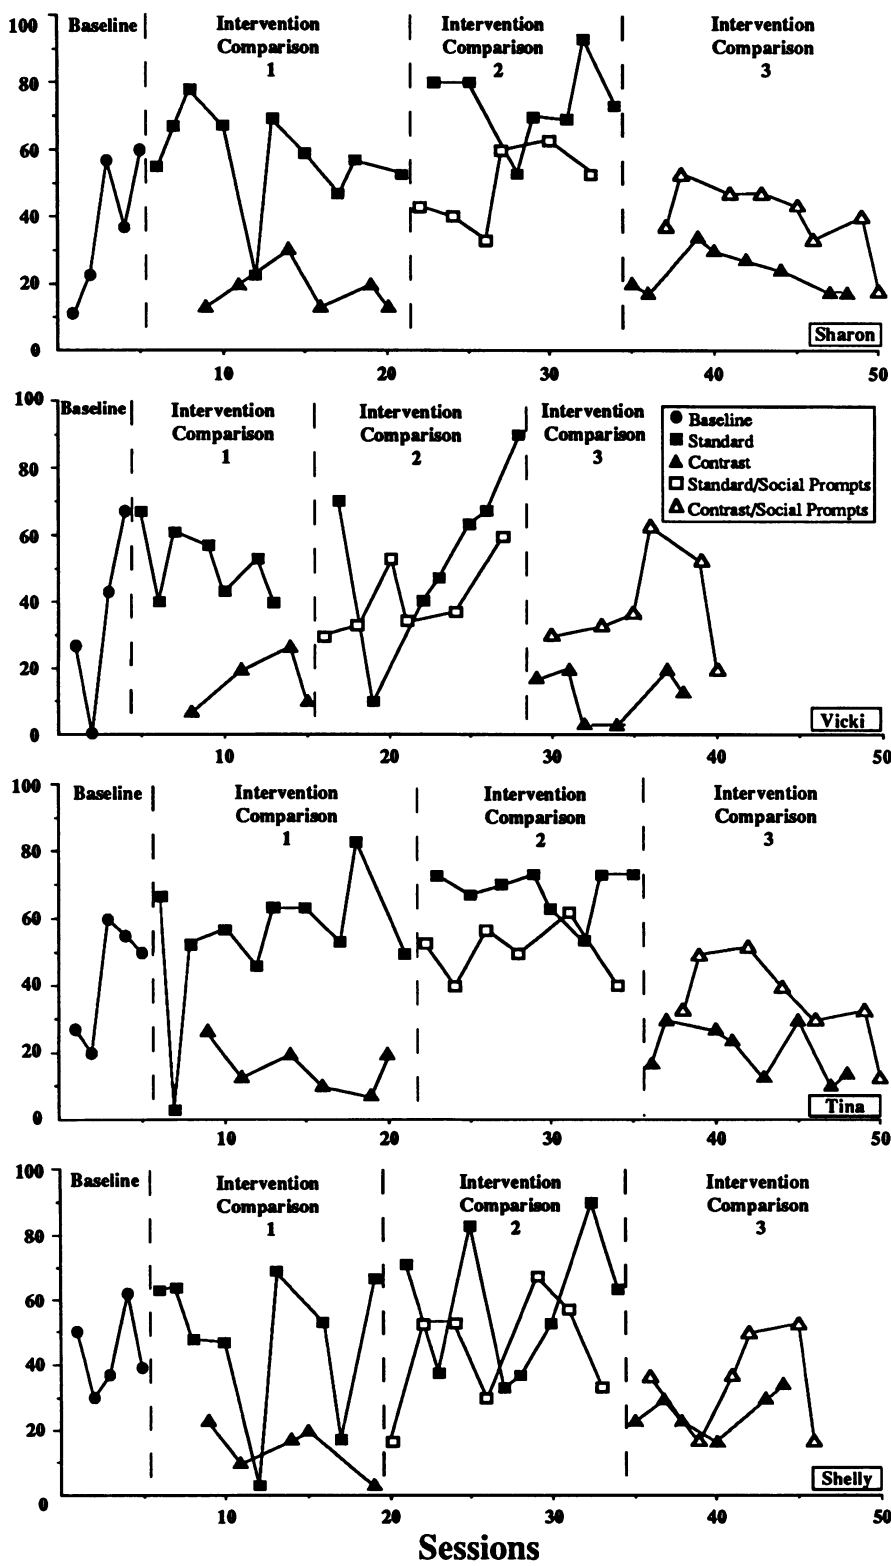 100
Baseline
Intervention
Comparison
1
Intervention
Comparison
2
Intervention
Comparison
3
80
60
40
20
0
Sharon
10
20
30
40
50
100
Baseline
Intervention
Comparison
1
Intervention
Comparison
2
Intervention
Comparison
3
Baseline
Standard
Contrast
Standard/Social Prompts
Contrast/Social Prompts
80
60
40
20
0
Vicki
10
20
30
40
50
100
Baseline
Intervention
Comparison
1
Intervention
Comparison
2
Intervention
Comparison
3
80
60
40
20
0
Tina
10
20
30
40
50
100
Baseline
Intervention
Comparison
1
Intervention
Comparison
2
Intervention
Comparison
3
80
60
40
20
0
Shelly
10
20
30
40
50
Sessions